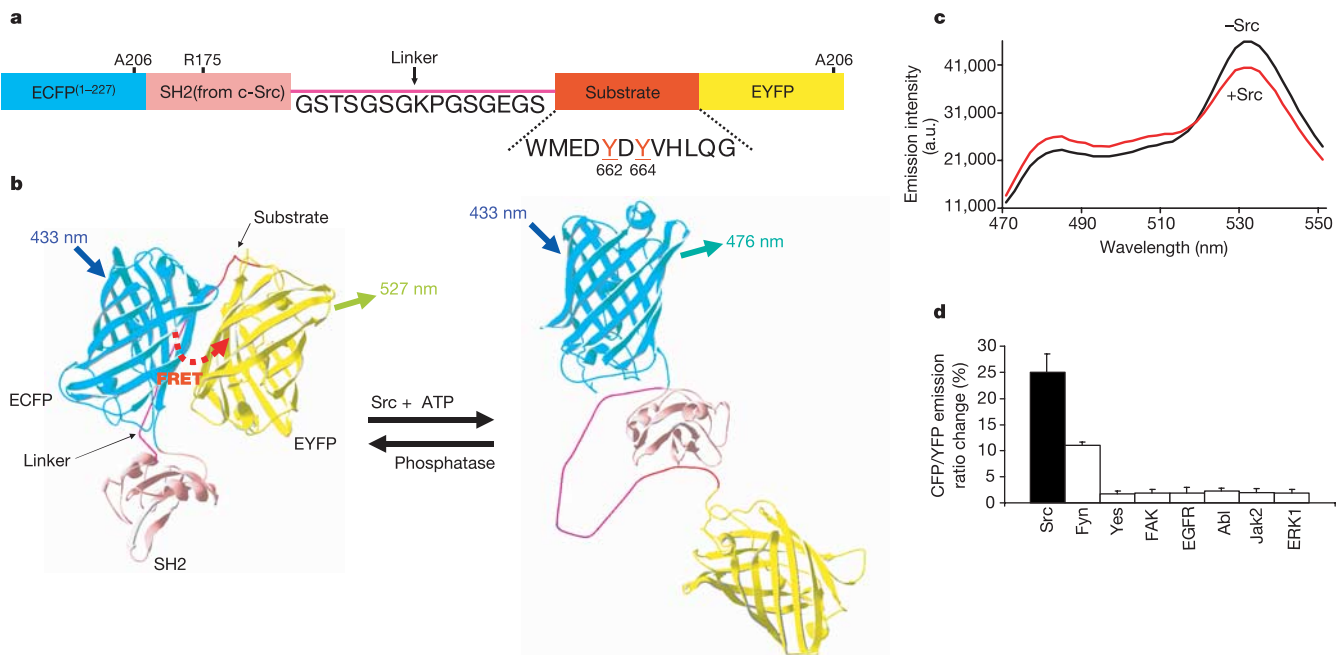 a
A206 R175 Linker A206
ECFP(1–227) SH2(from c-Src) GSTSGSGKPGSGEGS Substrate EYFP
WMEDYDYVHLQG
662 664
b
433 nm
Substrate
527 nm
FRET
ECFP
EYFP
Linker
SH2
Src + ATP
Phosphatase
433 nm
476 nm
c
–Src
+Src
41,000
31,000
21,000
11,000
Emission intensity
(a.u.)
470 490 510 530 550
Wavelength (nm)
d
30
25
20
15
10
5
0
CFP/YFP emission
ratio change (%)
Src
Fyn
Yes
FAK
EGFR
Abl
Jak2
ERK1